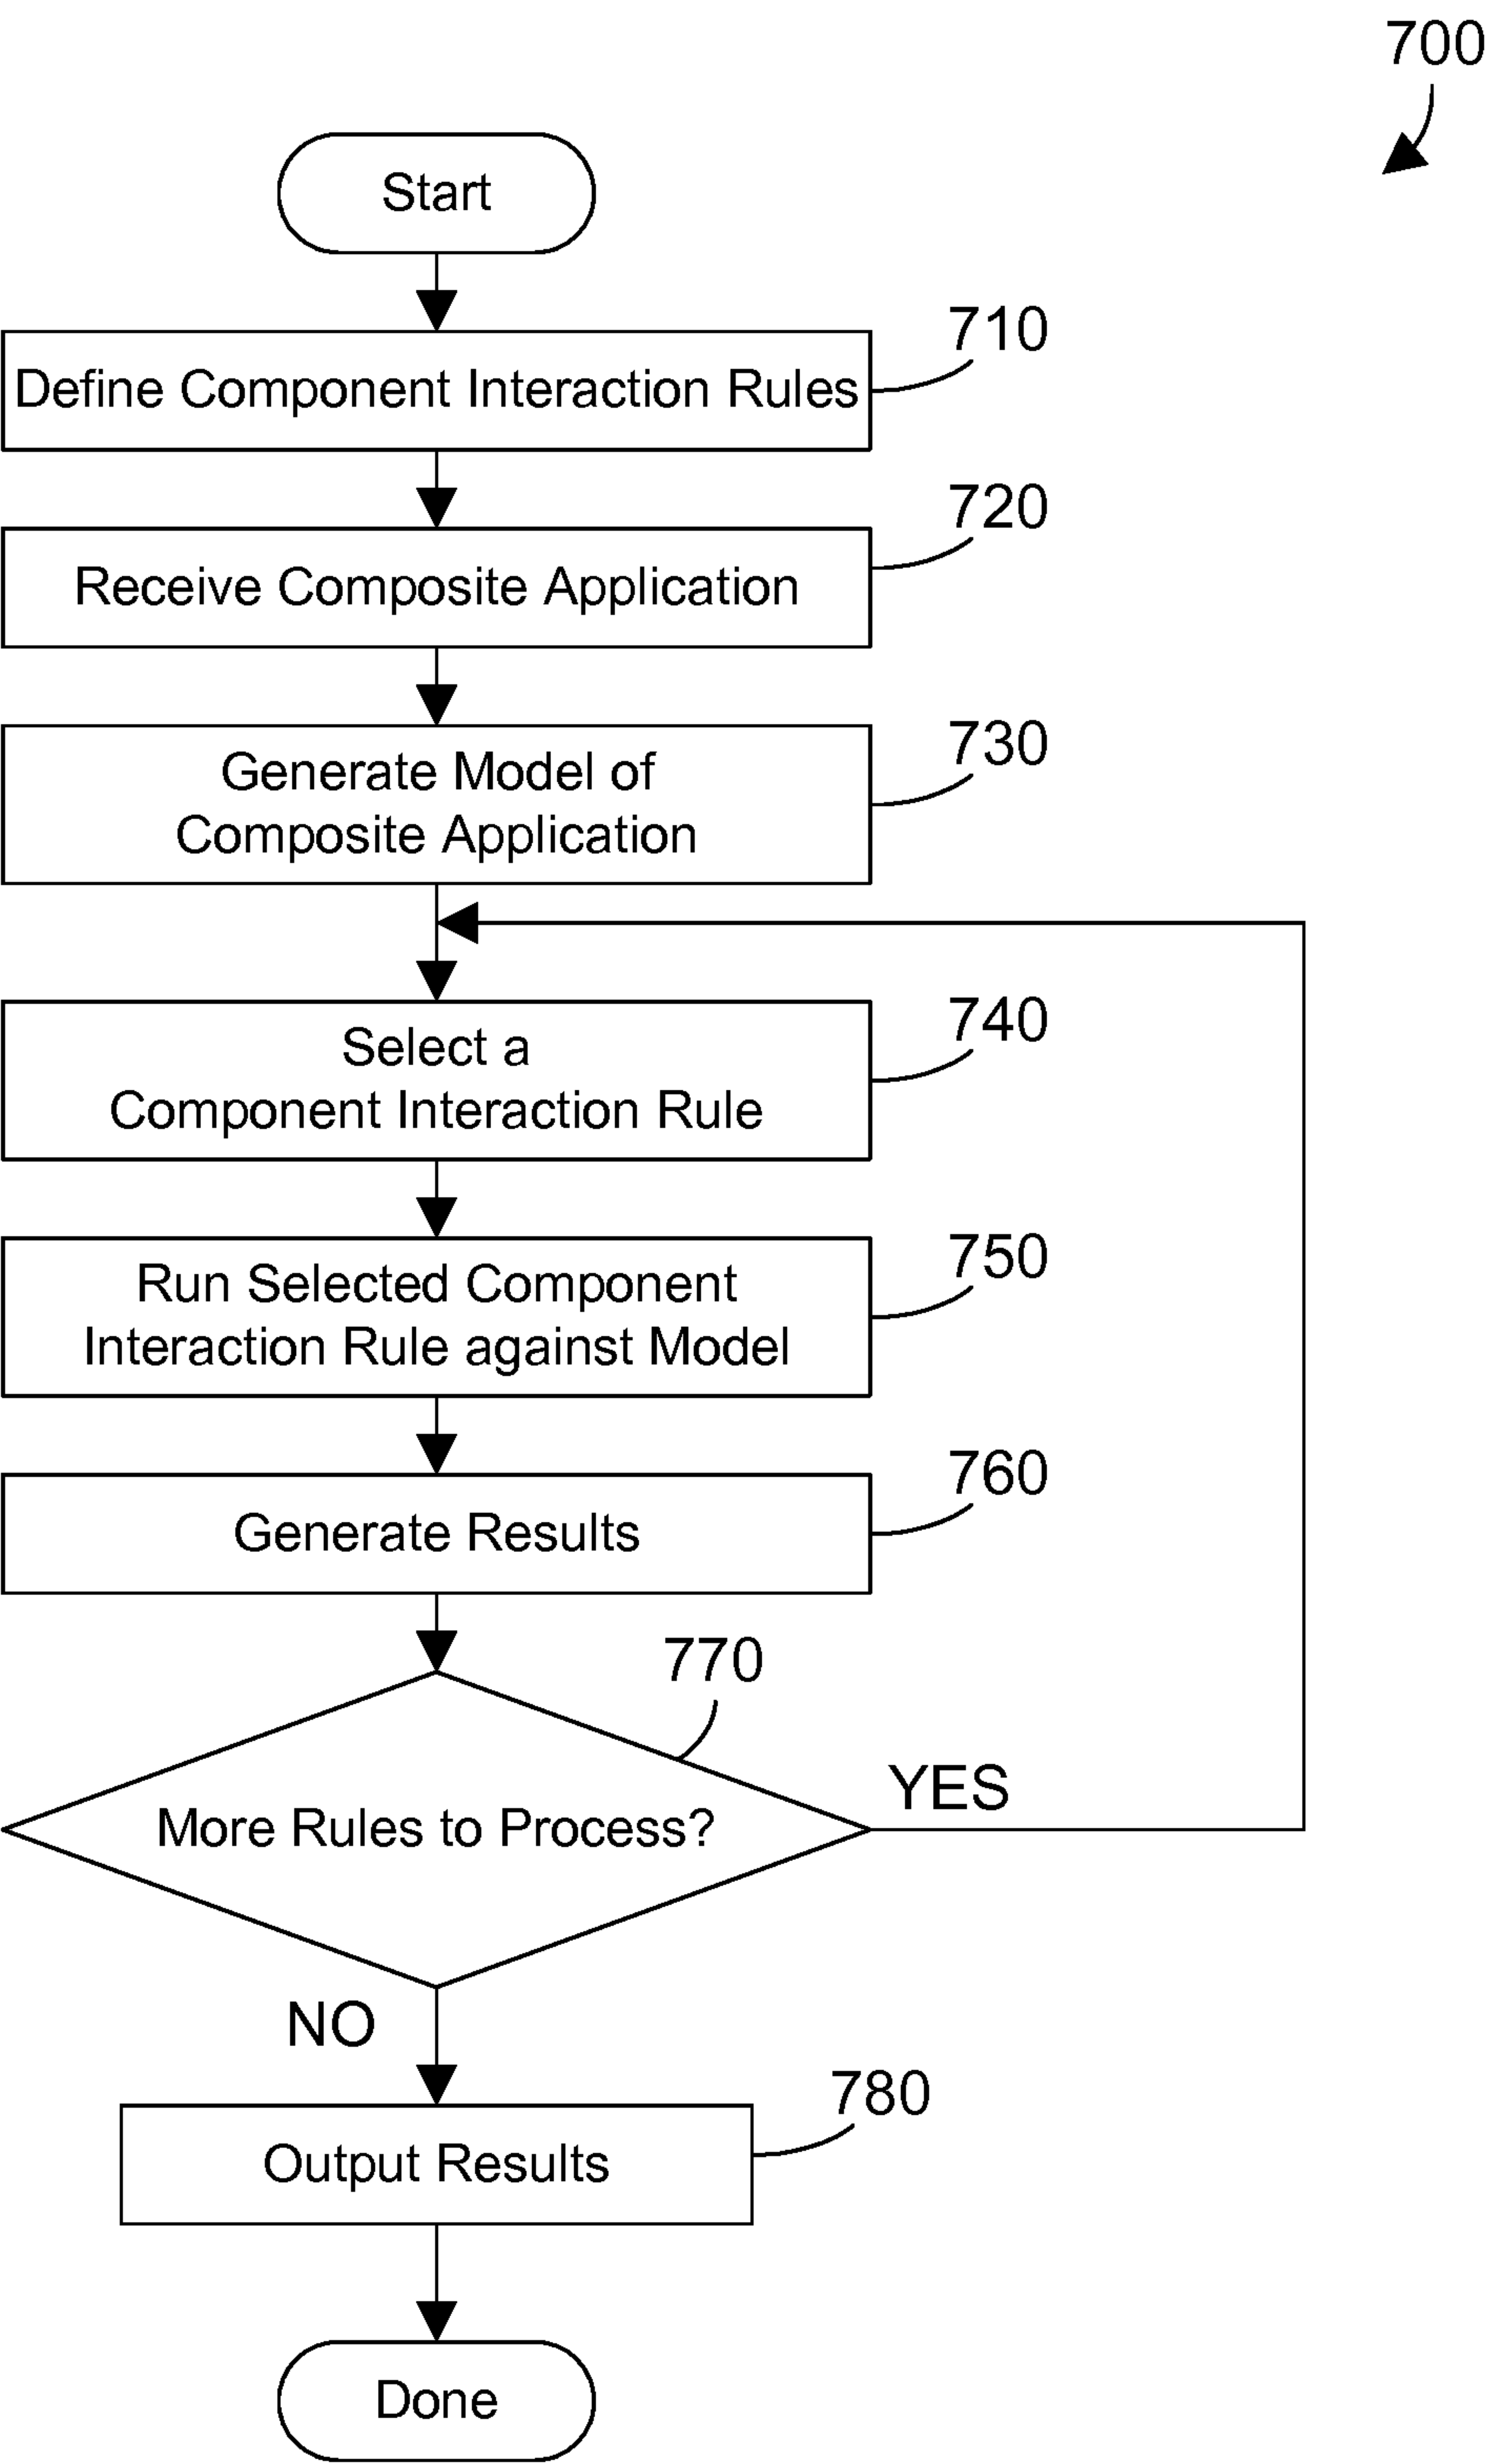 700
Start
710
Define Component Interaction Rules
720
Receive Composite Application
730
Generate Model of
Composite Application
740
Select a
Component Interaction Rule
750
Run Selected Component
Interaction Rule against Model
760
Generate Results
770
More Rules to Process?
YES
NO
780
Output Results
Done